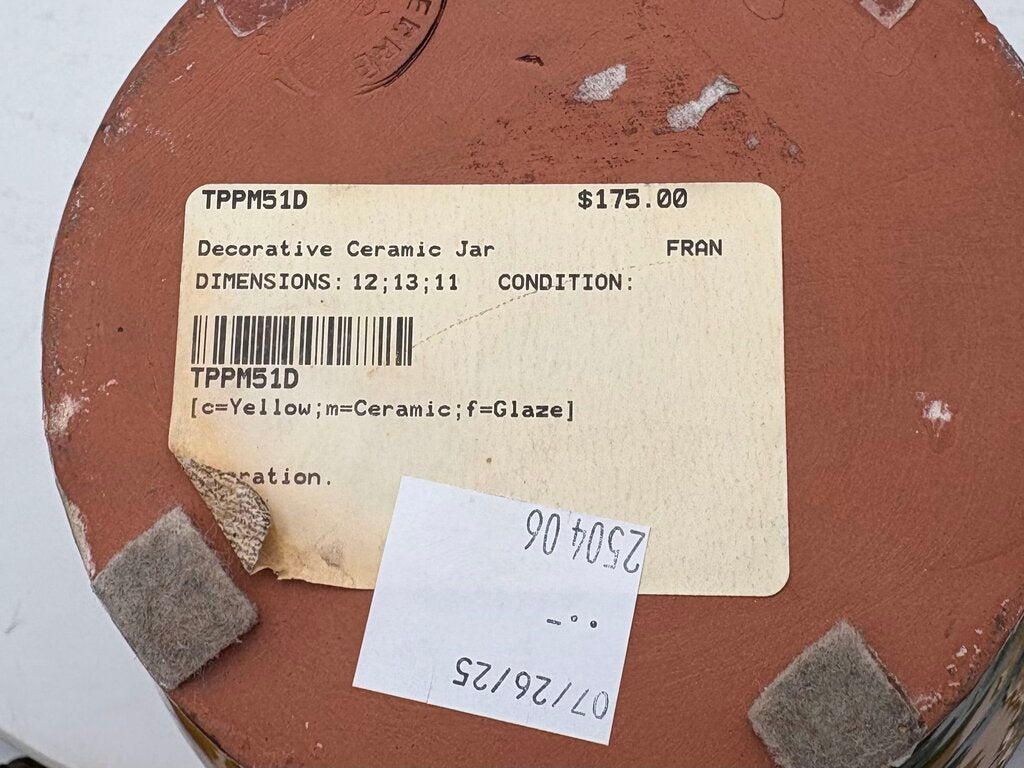 TPPM51D $175.00
Decorative Ceramic Jar FRAN
DIMENSIONS: 12;13;11 CONDITION:
TPPM51D
[c=Yellow;m=Ceramic;f=Glaze]
07/26/25
250406